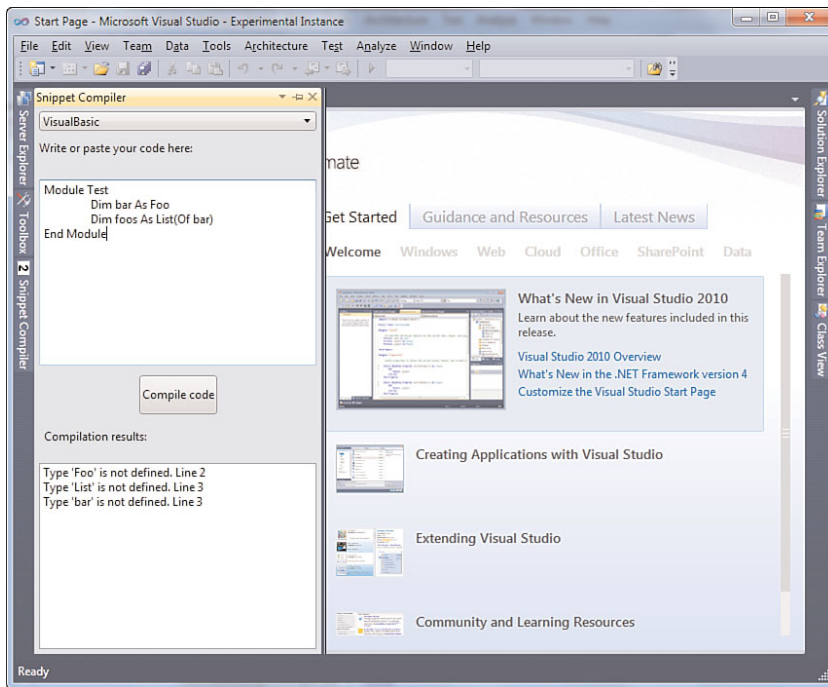 Start Page - Microsoft Visual Studio - Experimental Instance
File Edit View Team Data Tools Architecture Test Analyze Window Help
Snippet Compiler
VisualBasic
Write or paste your code here:
Module Test
Dim bar As Foo
Dim foos As List(Of bar)
End Module
Compile code
Compilation results:
Type 'Foo' is not defined. Line 2
Type 'List' is not defined. Line 3
Type 'bar' is not defined. Line 3
Server Explorer
Toolbox
2 Snippet Compiler
mate
Get Started Guidance and Resources Latest News
Welcome Windows Web Cloud Office SharePoint Data
What's New in Visual Studio 2010
Learn about the new features included in this
release.
Visual Studio 2010 Overview
What's New in the .NET Framework version 4
Customize the Visual Studio Start Page
Creating Applications with Visual Studio
Extending Visual Studio
Community and Learning Resources
Solution Explorer
Team Explorer
Class View
Ready